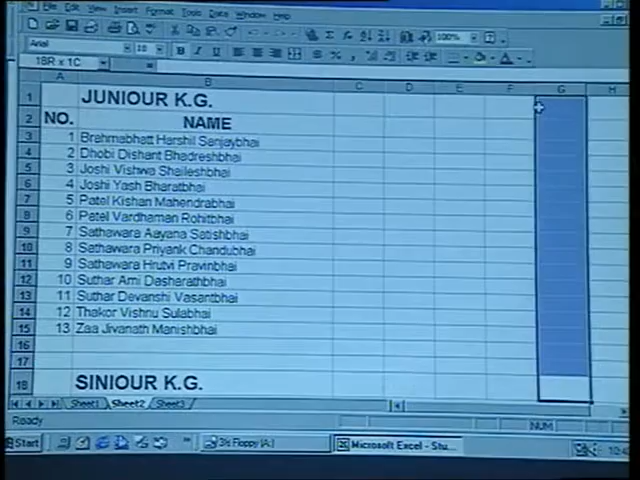 File Edit View Insert Format Tools Data Window Help
100%
Arial 18 B I U
18R x 1C =
A B C D E F G H
1 JUNIOUR K.G.
2 NO. NAME
3 1 Brahmabhatt Harshil Sanjaybhai
4 2 Dhobi Dishant Bhadreshbhai
5 3 Joshi Vishwa Shaileshbhai
6 4 Joshi Yash Bharatbhai
7 5 Patel Kishan Mahendrabhai
8 6 Patel Vardhaman Rohitbhai
9 7 Sathawara Aayana Satishbhai
10 8 Sathawara Priyank Chandubhai
11 9 Sathawara Hrutvi Pravinbhai
12 10 Suthar Ami Dasharathbhai
13 11 Suthar Devanshi Vasantbhai
14 12 Thakor Vishnu Sulabhai
15 13 Zaa Jivanath Manishbhai
16
17
18 SINIOUR K.G.
Sheet1 Sheet2 Sheet3
Ready NUM
Start 3½ Floppy (A:) Microsoft Excel - Stu...